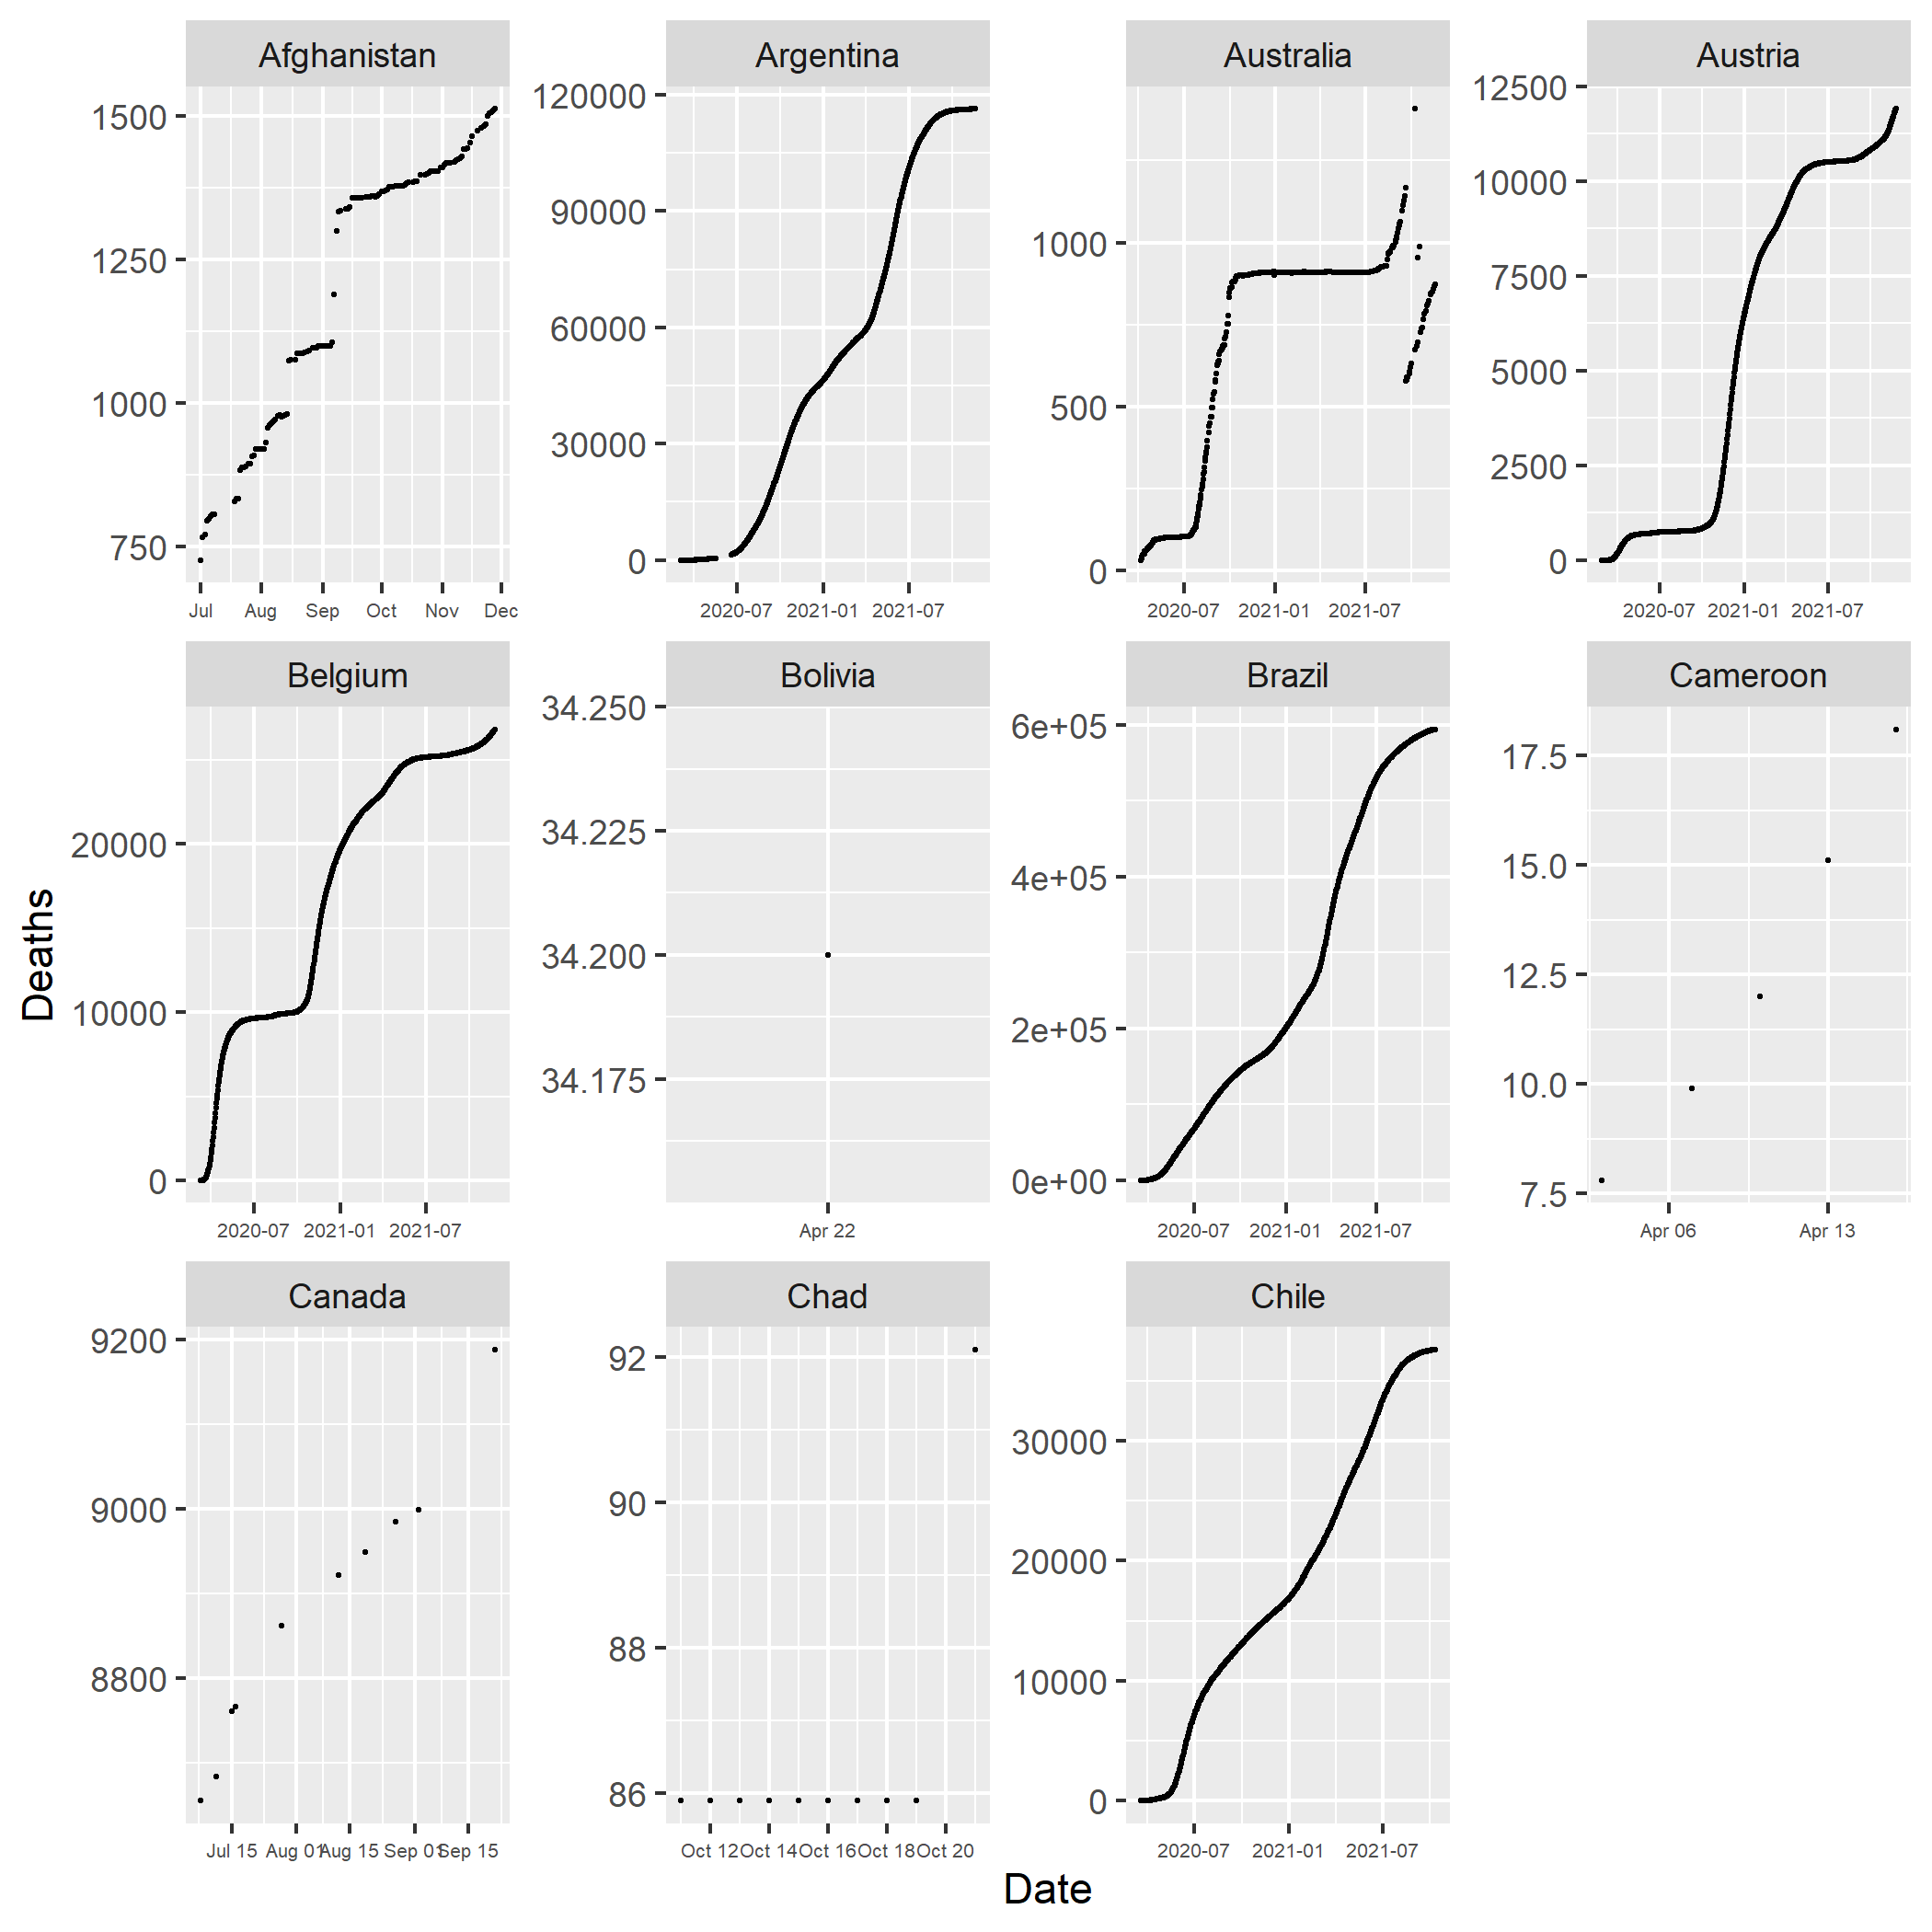 Afghanistan
1500
1250
1000
750
Jul Aug Sep Oct Nov Dec
Argentina
120000
90000
60000
30000
0
2020-07 2021-01 2021-07
Australia
1000
500
0
2020-07 2021-01 2021-07
Austria
12500
10000
7500
5000
2500
0
2020-07 2021-01 2021-07
Deaths
Belgium
20000
10000
0
2020-07 2021-01 2021-07
Bolivia
34.250
34.225
34.200
34.175
Apr 22
Brazil
6e+05
4e+05
2e+05
0e+00
2020-07 2021-01 2021-07
Cameroon
17.5
15.0
12.5
10.0
7.5
Apr 06 Apr 13
Canada
9200
9000
8800
Jul 15 Aug 01 Aug 15 Sep 01 Sep 15
Chad
92
90
88
86
Oct 12 Oct 14 Oct 16 Oct 18 Oct 20
Chile
30000
20000
10000
0
2020-07 2021-01 2021-07
Date